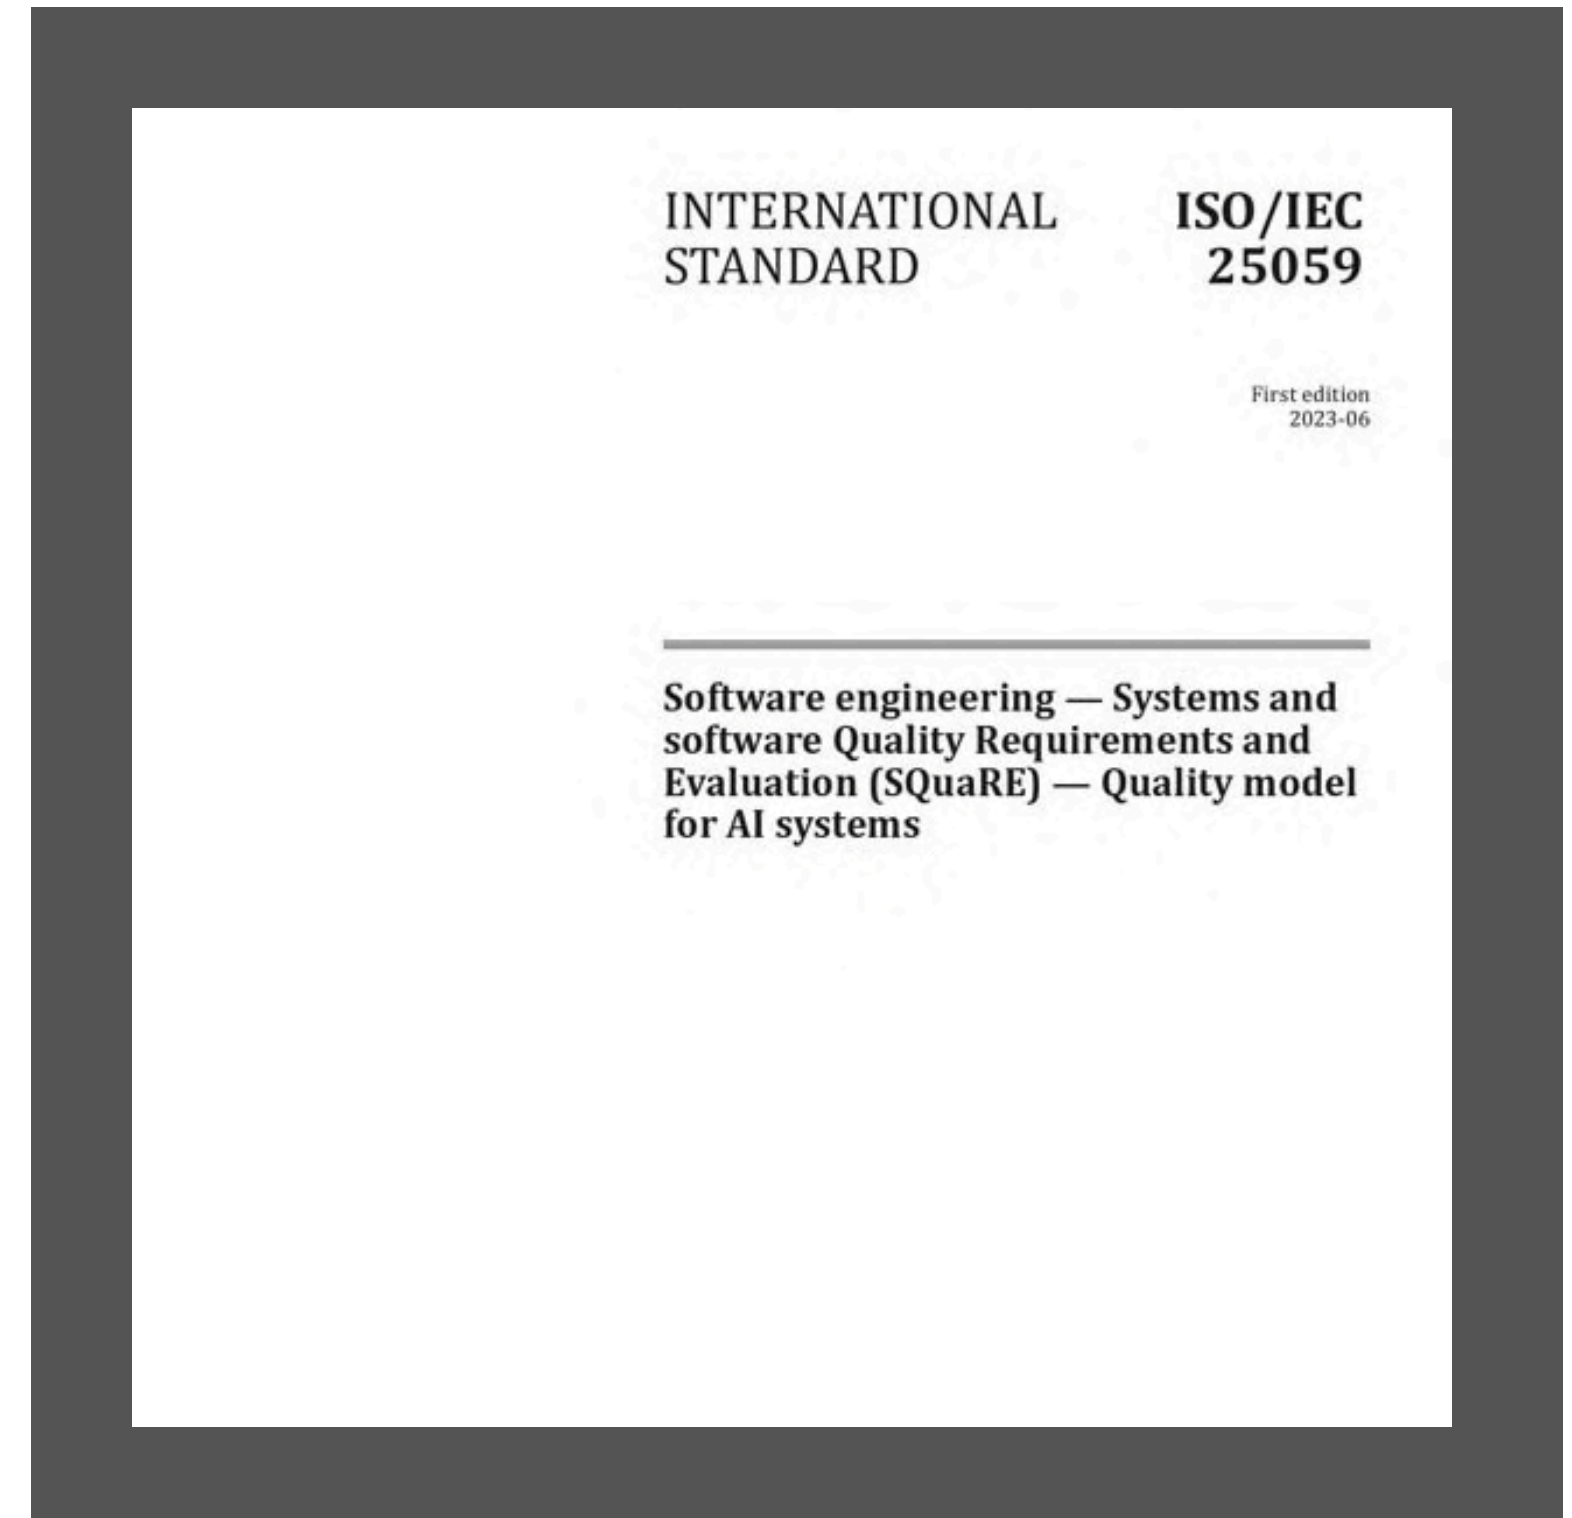 INTERNATIONAL STANDARD
ISO/IEC 25059
First edition
2023-06
Software engineering — Systems and
software Quality Requirements and
Evaluation (SQuaRE) — Quality model
for AI systems